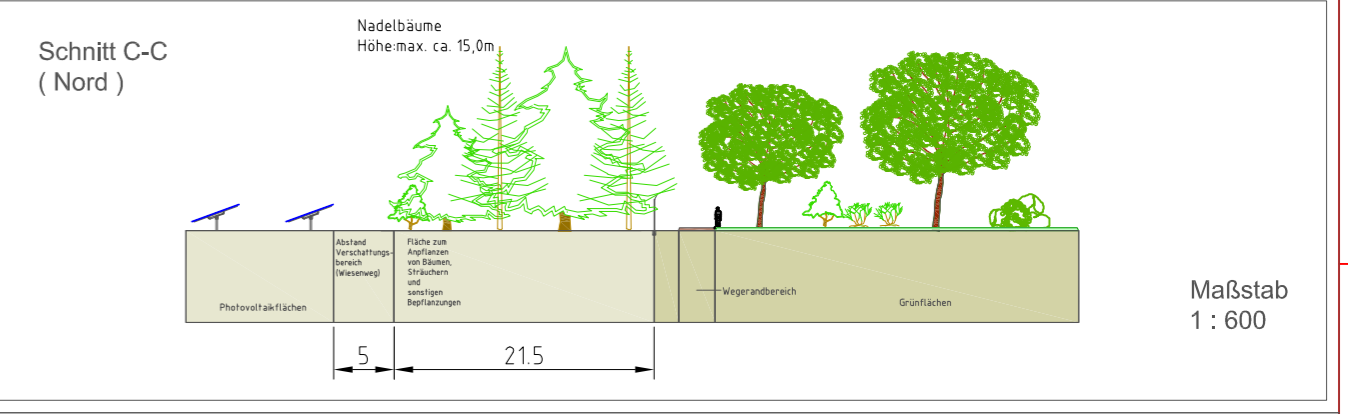 Schnitt C-C
( Nord )
Nadelbäume
Höhe:max. ca. 15,0m
Abstand
Verschattungs-
bereich
(Wiesenweg)
Fläche zum
Anpflanzen
von Bäumen,
Sträuchern
und
sonstigen
Bepflanzungen
Photovoltaikflächen
Wegerandbereich
Grünflächen
Maßstab
1 : 600
5
21.5